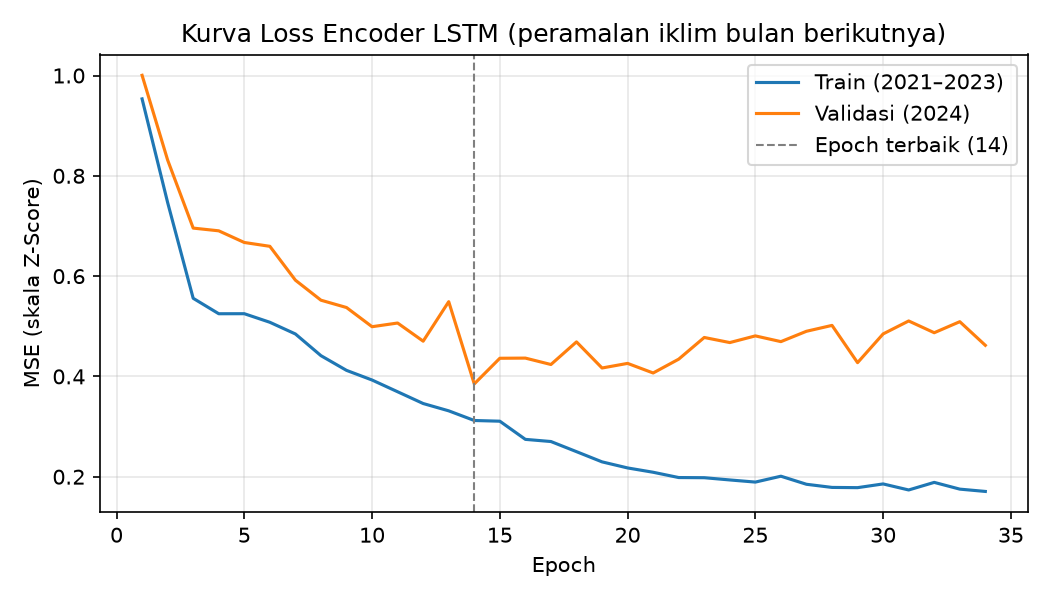 Kurva Loss Encoder LSTM (peramalan iklim bulan berikutnya)
Train (2021–2023)
Validasi (2024)
Epoch terbaik (14)
MSE (skala Z-Score)
1.0
0.8
0.6
0.4
0.2
0 5 10 15 20 25 30 35
Epoch